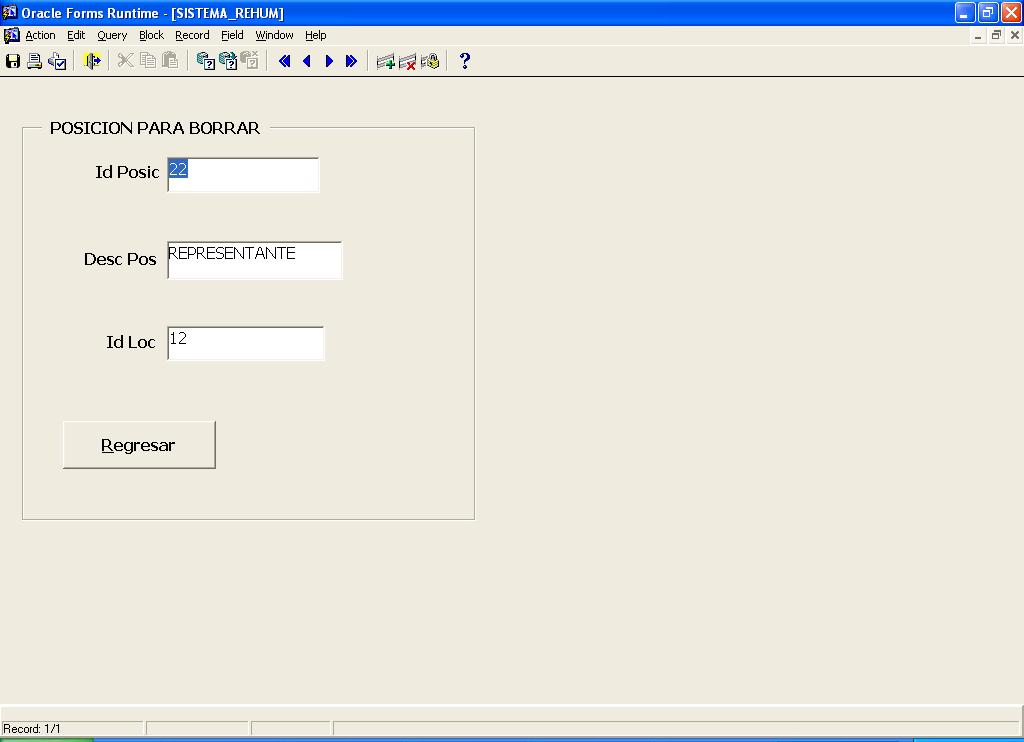 Oracle Forms Runtime - [SISTEMA_REHUM]
Action Edit Query Block Record Field Window Help
POSICION PARA BORRAR
Id Posic 22
Desc Pos REPRESENTANTE
Id Loc 12
Regresar
Record: 1/1